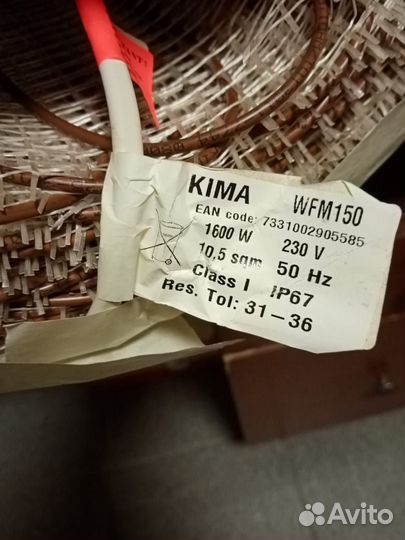 KIMA WFM150
EAN code: 7331002905585
1600 W 230 V
10,5 sqm 50 Hz
Class I IP67
Res. Tol: 31-36
Avito